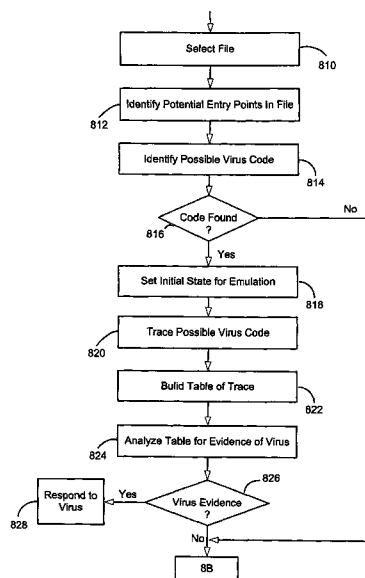 Select File
810
Identify Potential Entry Points In File
812
Identify Possible Virus Code
814
Code Found
?
816
No
Yes
Set Initial State for Emulation
818
Trace Possible Virus Code
820
Bulid Table of Trace
822
824
Analyze Table for Evidence of Virus
826
Respond to
Virus
828
Yes
Virus Evidence
?
No
8B